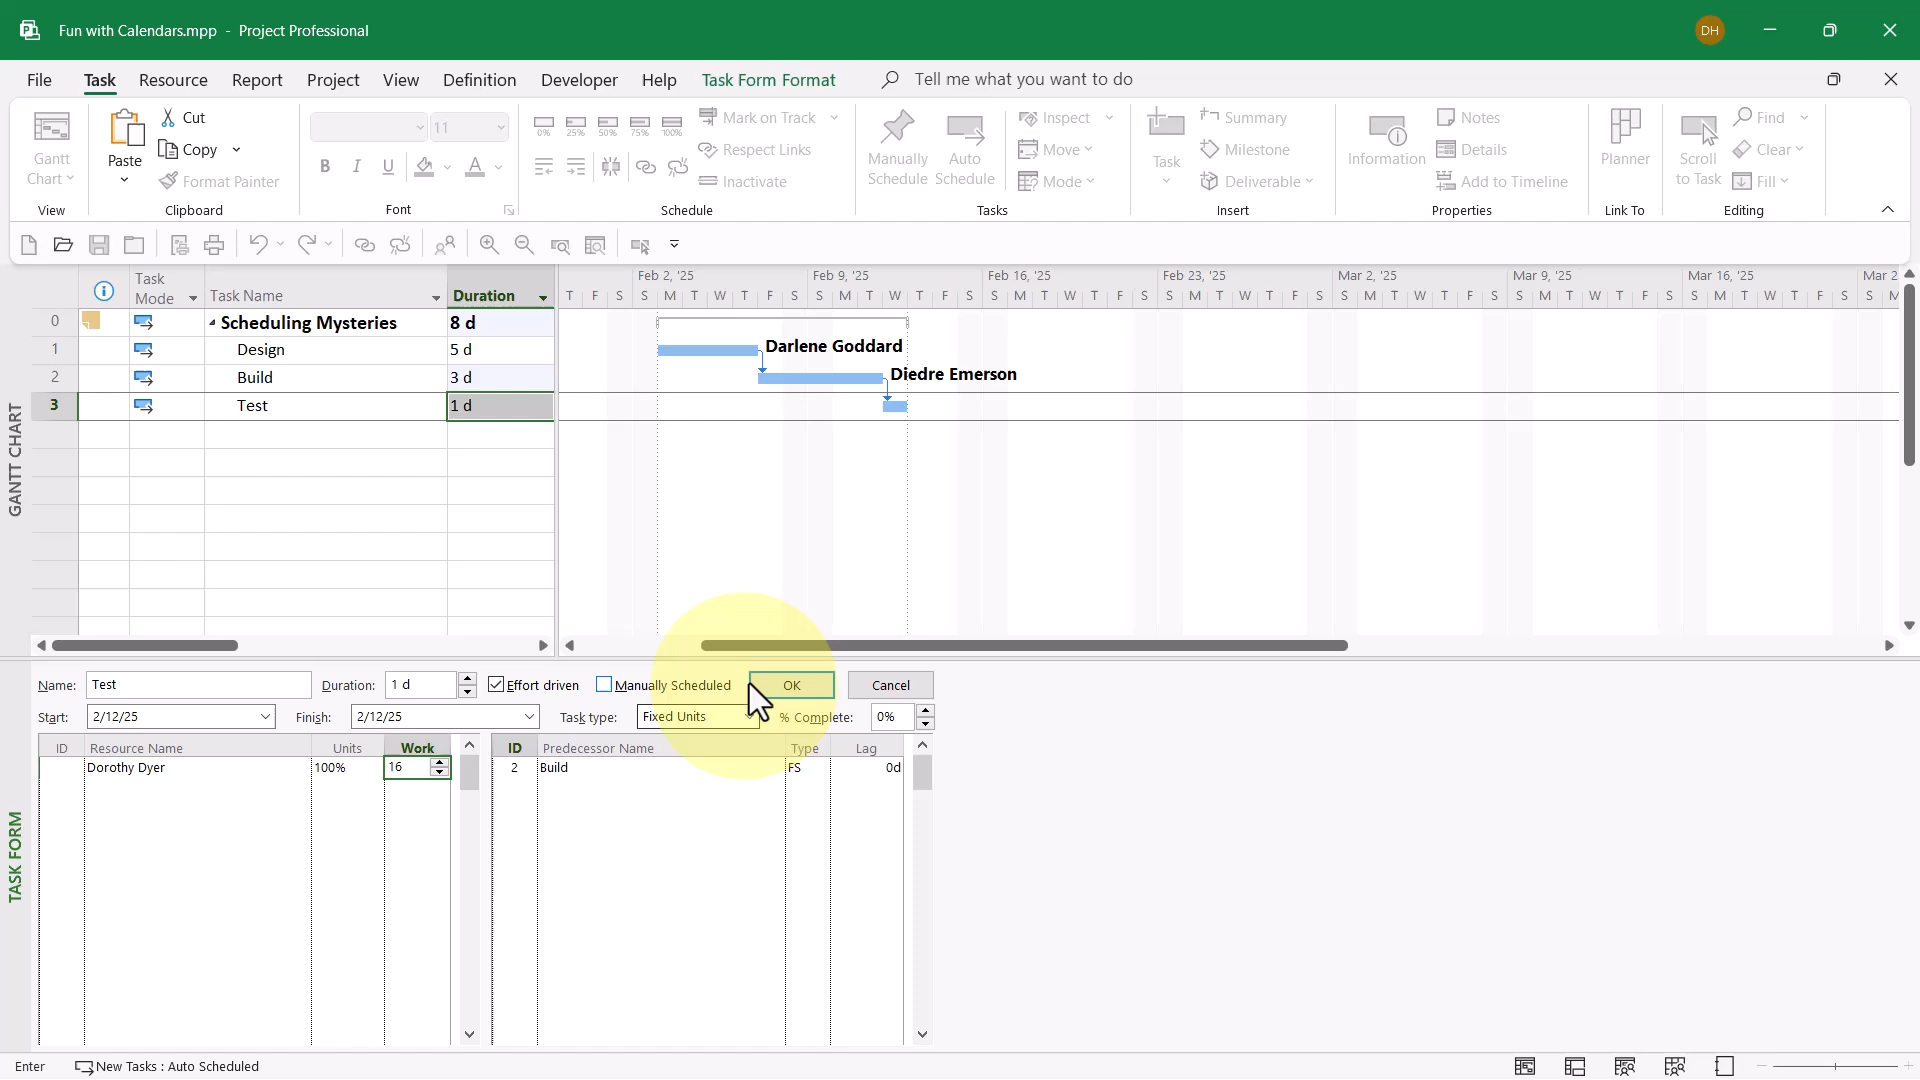 Fun with Calendars.mpp - Project Professional
DH
File Task Resource Report Project View Definition Developer Help Task Form Format Tell me what you want to do
Gantt Chart
View
Paste
Cut
Copy
Format Painter
Clipboard
11
B I U A
Font
0% 25% 50% 75% 100%
Mark on Track
Respect Links
Inactivate
Schedule
Manually Schedule
Auto Schedule
Inspect
Move
Mode
Tasks
Task
Summary
Milestone
Deliverable
Insert
Information
Notes
Details
Add to Timeline
Properties
Planner
Link To
Scroll to Task
Find
Clear
Fill
Editing
Task Mode Task Name Duration
Feb 2, '25 Feb 9, '25 Feb 16, '25 Feb 23, '25 Mar 2, '25 Mar 9, '25 Mar 16, '25 Mar 2
T F S S M T W T F S S M T W T F S S M T W T F S S M T W T F S S M T W T F S S M T W T F S S M T W T F S S M
0 Scheduling Mysteries 8 d
1 Design 5 d Darlene Goddard
2 Build 3 d Diedre Emerson
3 Test 1 d
GANTT CHART
Name: Test Duration: 1 d Effort driven Manually Scheduled OK Cancel
Start: 2/12/25 Finish: 2/12/25 Task type: Fixed Units % Complete: 0%
ID Resource Name Units Work ID Predecessor Name Type Lag
Dorothy Dyer 100% 16 2 Build FS 0d
TASK FORM
Enter New Tasks : Auto Scheduled